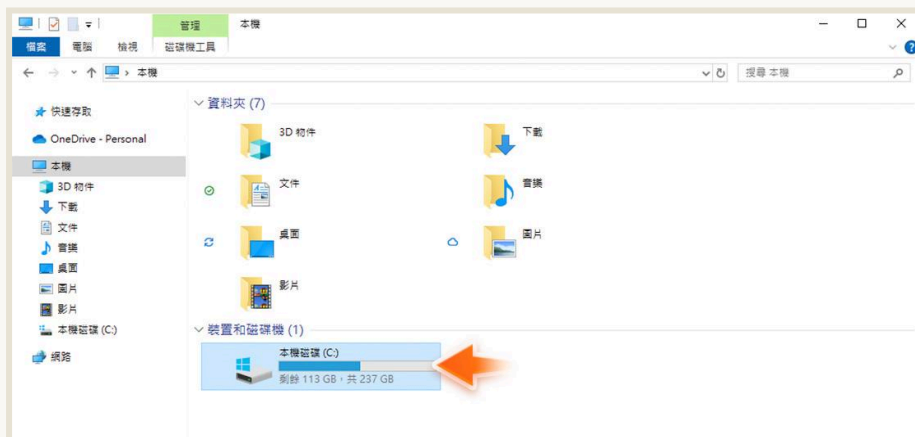 管理 本機
檔案 電腦 檢視 磁碟機工具
本機
搜尋 本機
快速存取
OneDrive - Personal
本機
3D 物件
下載
文件
音樂
桌面
圖片
影片
本機磁碟 (C:)
網路
資料夾 (7)
3D 物件
下載
文件
音樂
桌面
圖片
影片
裝置和磁碟機 (1)
本機磁碟 (C:)
剩餘 113 GB，共 237 GB